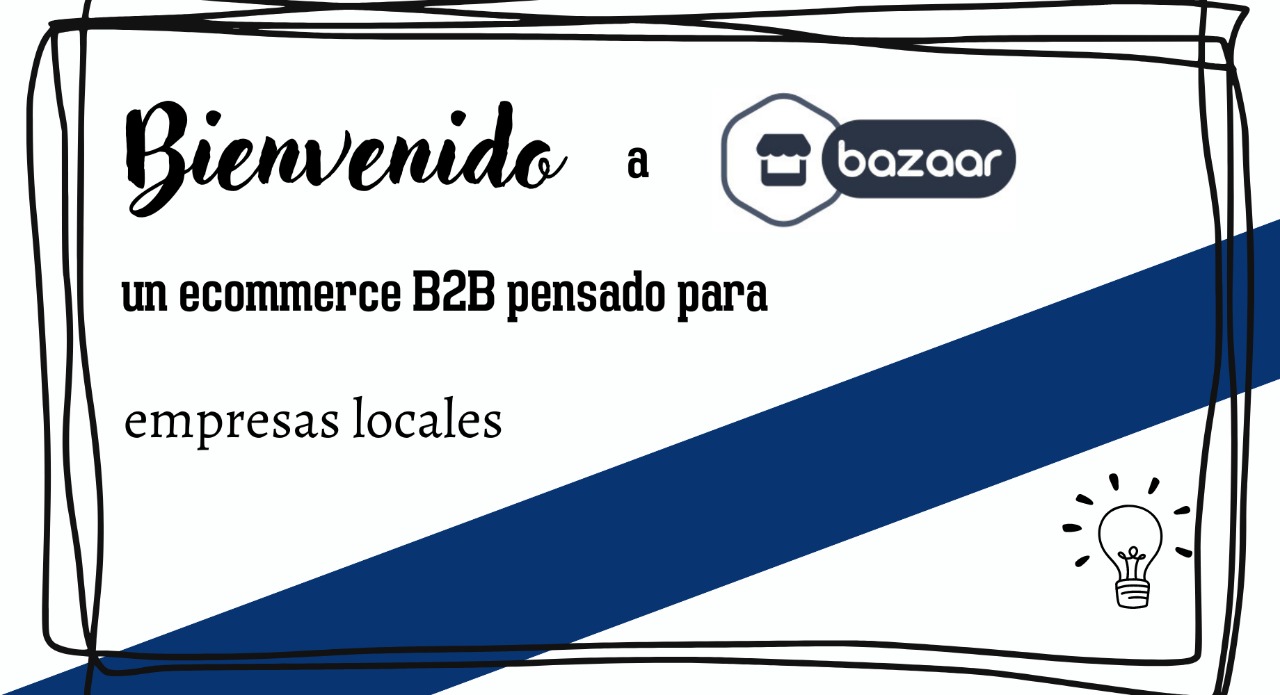 Bienvenido a bazaar
un ecommerce B2B pensado para
empresas locales